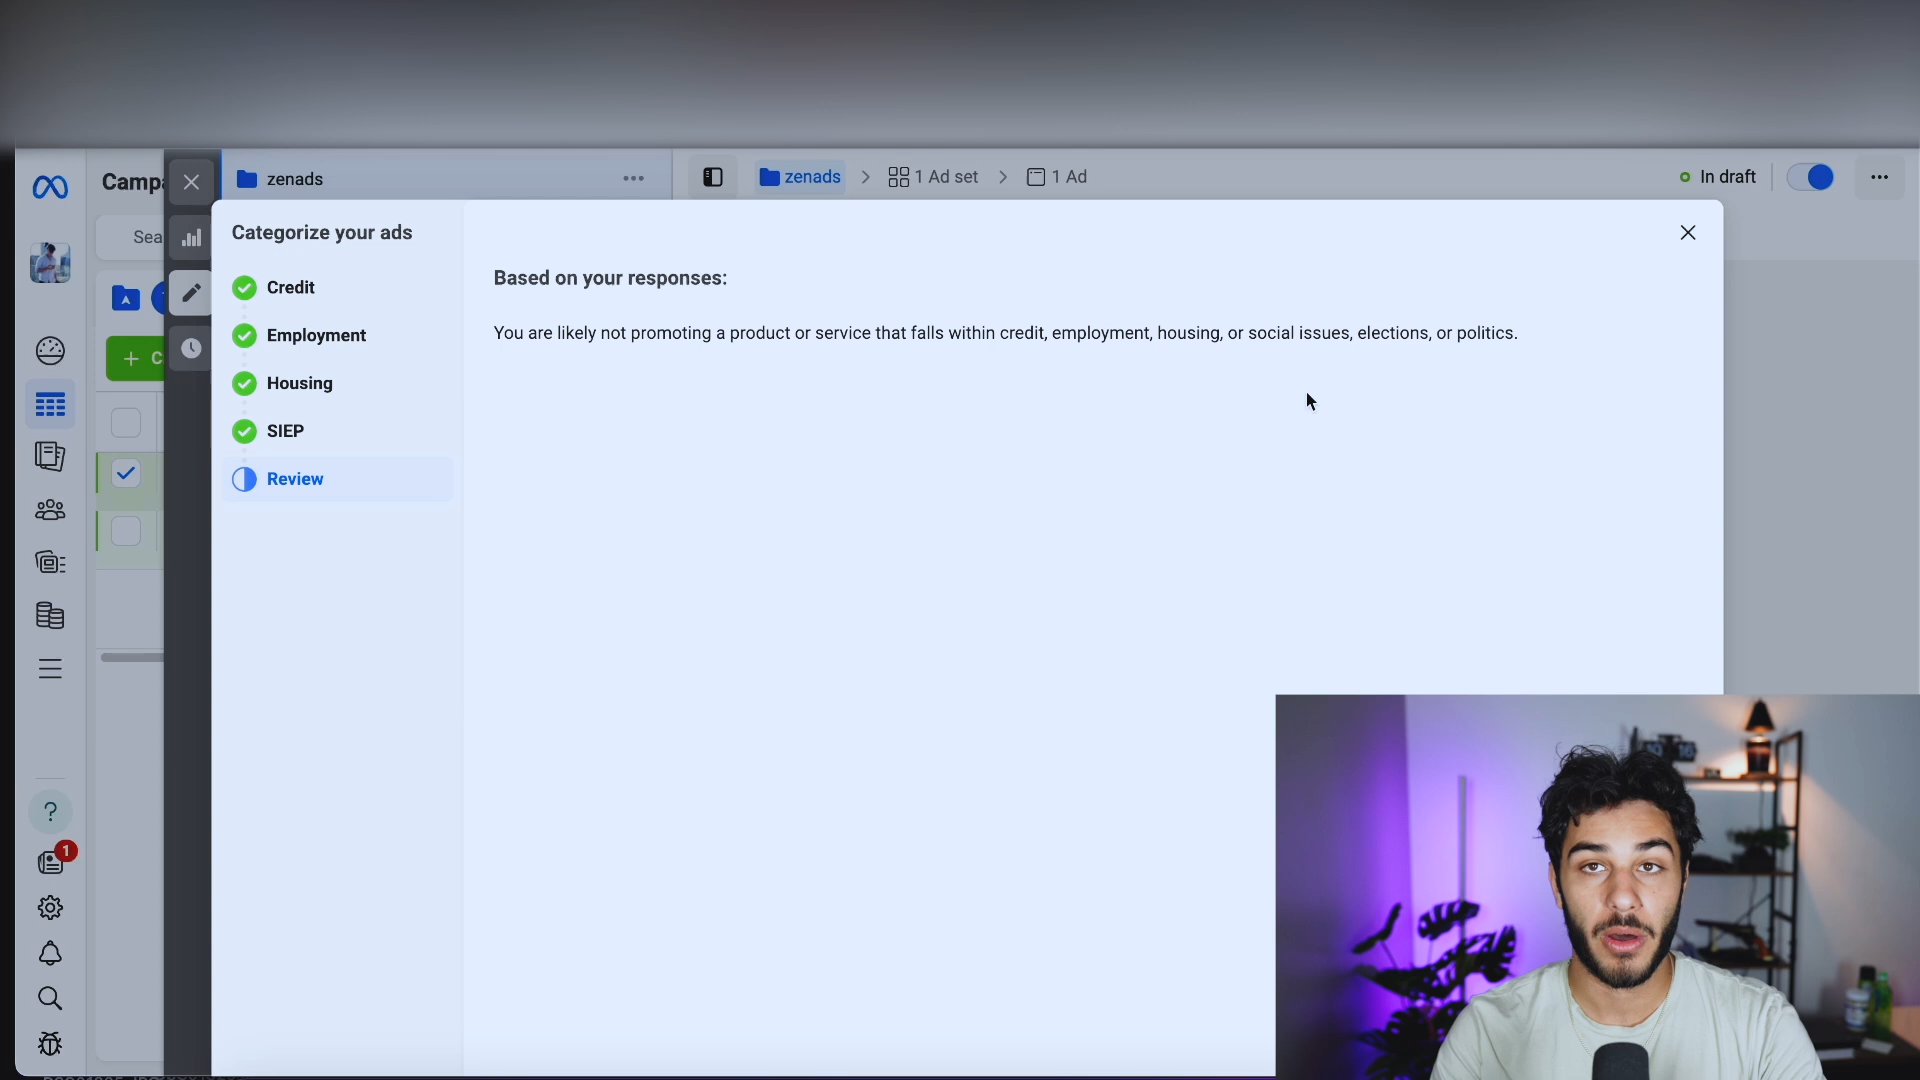 Campa
zenads
zenads
1 Ad set
1 Ad
In draft
Sea
Categorize your ads
Credit
Employment
Housing
SIEP
Review
Based on your responses:
You are likely not promoting a product or service that falls within credit, employment, housing, or social issues, elections, or politics.
+ C
?
1